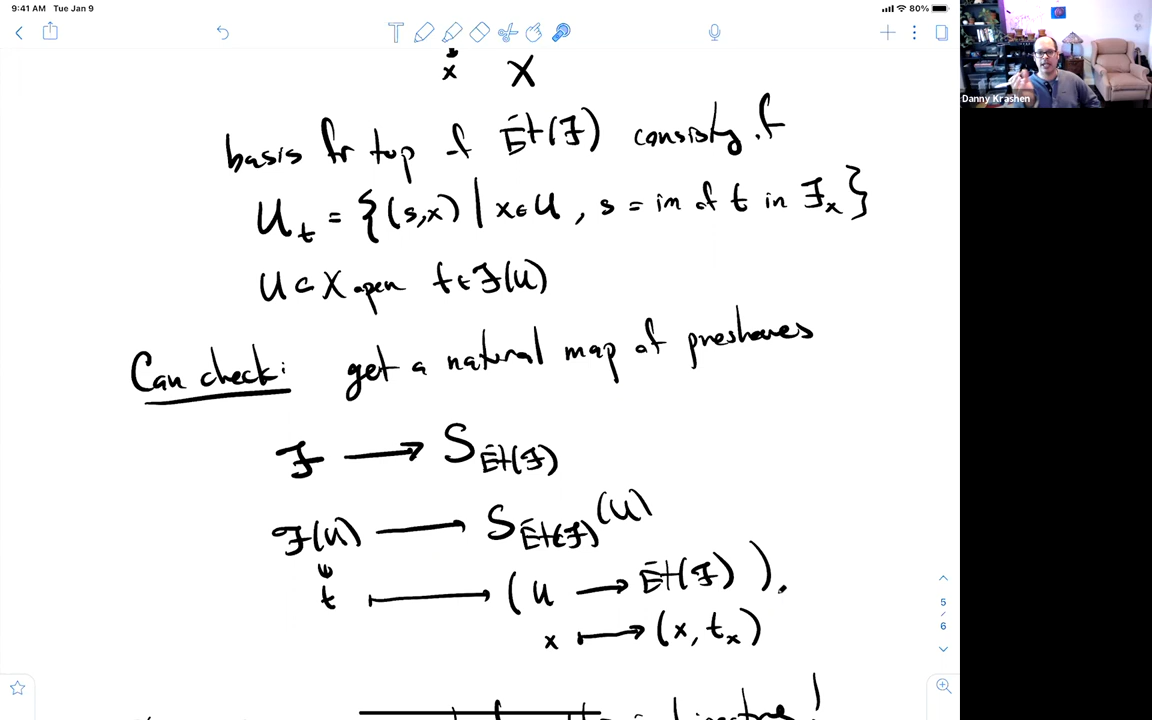 9:41 AM Tue Jan 9
80%
Danny Krashen
x X
basis for top of Ét(F) consisting of
U_t = {(s,x) | x∈U, s = im of t in F_x}
U⊂X open t∈F(U)
Can check: get a natural map of presheaves
F → S_Ét(F)
F(U) → S_Ét(F)(U)
t ↦ (U → Ét(F)).
x ↦ (x, t_x)
5
/
6